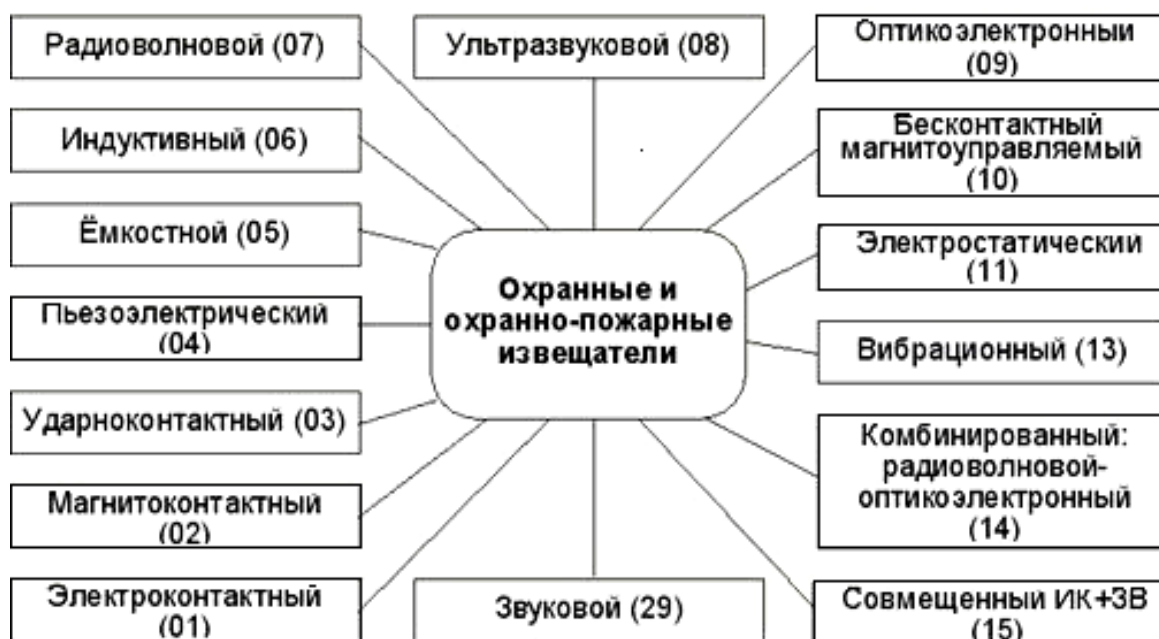 Радиоволновой (07)
Ультразвуковой (08)
Оптикоэлектронный
(09)
Индуктивный (06)
Бесконтактный
магнитоуправляемый
(10)
Ёмкостной (05)
Электростатический
(11)
Охранные и
охранно-пожарные
извещатели
Пьезоэлектрический
(04)
Вибрационный (13)
Ударноконтактный (03)
Комбинированный:
радиоволновой-
оптикоэлектронный
(14)
Магнитоконтактный
(02)
Электроконтактный
(01)
Звуковой (29)
Совмещенный ИК+ЗВ
(15)